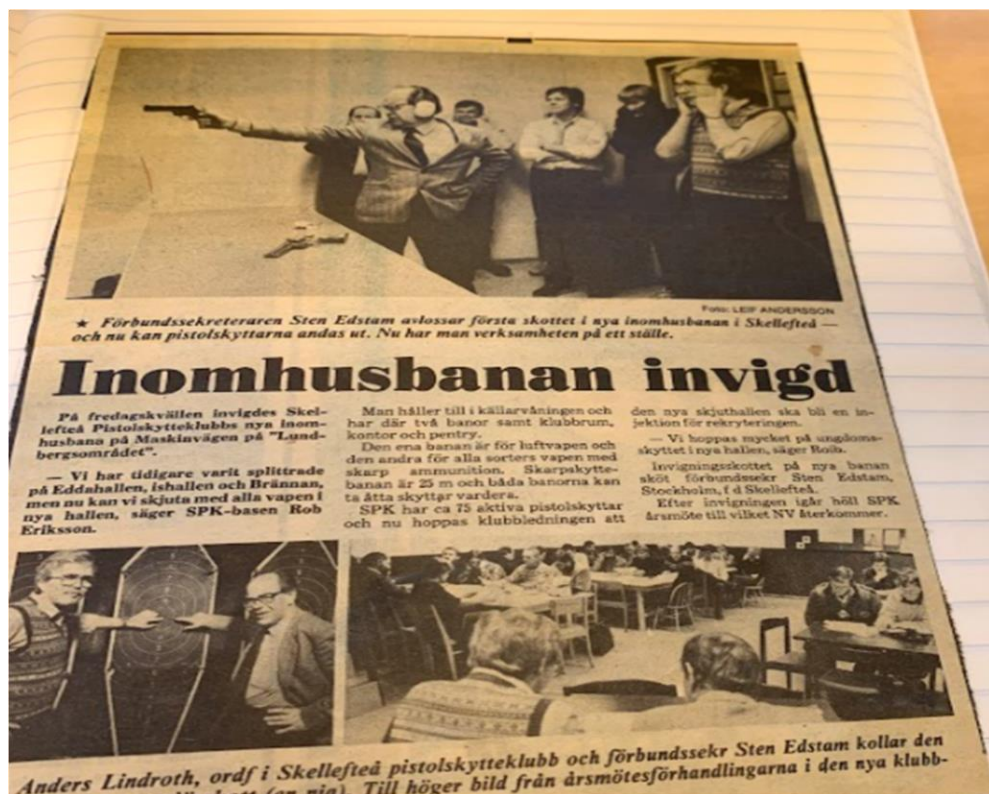 Foto: LEIF ANDERSSON
★ Förbundssekreteraren Sten Edstam avlossar första skottet i nya inomhusbanan i Skellefteå —
och nu kan pistolskyttarna andas ut. Nu har man verksamheten på ett ställe.
Inomhusbanan invigd
På fredagskvällen invigdes Skel-
lefteå Pistolskytteklubbs nya inom-
husbana på Maskinvägen på "Lund-
bergsområdet".
— Vi har tidigare varit splittrade
på Eddahallen, ishallen och Brännan,
men nu kan vi skjuta med alla vapen i
nya hallen, säger SPK-basen Rob
Eriksson.
Man håller till i källarvåningen och
har där två banor samt klubbrum,
kontor och pentry.
Den ena banan är för luftvapen och
den andra för alla sorters vapen med
skarp ammunition. Skarpskytte-
banan är 25 m och båda banorna kan
ta åtta skyttar vardera.
SPK har ca 75 aktiva pistolskyttar
och nu hoppas klubbledningen att
den nya skjuthallen ska bli en in-
jektion för rekryteringen.
— Vi hoppas mycket på ungdoms-
skyttet i nya hallen, säger Roib.
Invigningsskottet på nya banan
sköt förbundssekr Sten Edstam,
Stockholm, f d Skellefteå.
Efter invigningen igår höll SPK
årsmöte till vilket NV återkommer.
Anders Lindroth, ordf i Skellefteå pistolskytteklubb och förbundssekr Sten Edstam kollar den
(en nia). Till höger bild från årsmötesförhandlingarna i den nya klubb-